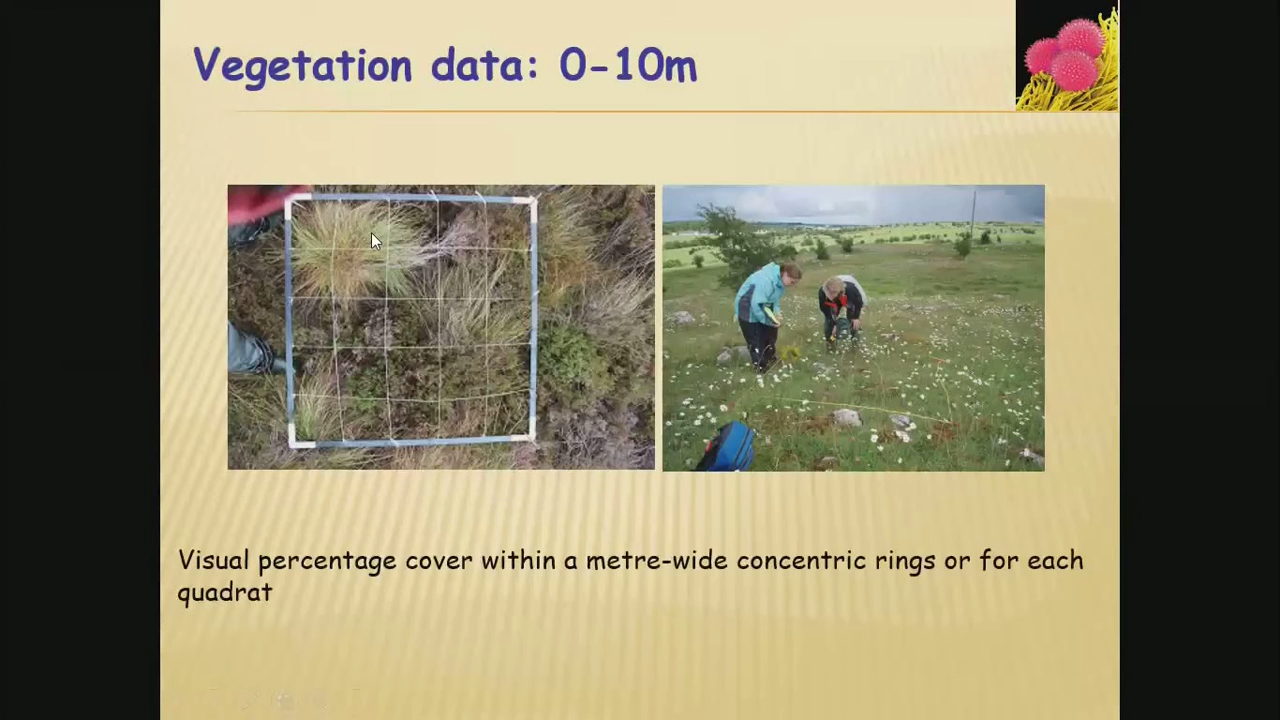 Vegetation data: 0-10m
Visual percentage cover within a metre-wide concentric rings or for each
quadrat